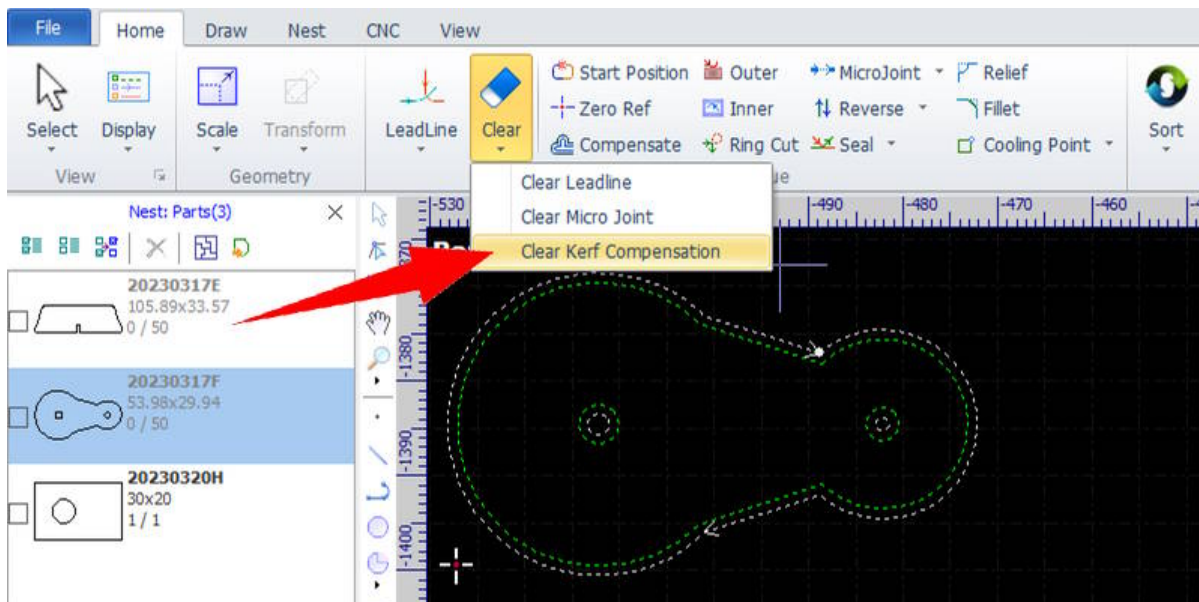 File Home Draw Nest CNC View
Start Position Outer MicroJoint Relief
Zero Ref Inner Reverse Fillet
Select Display Scale Transform LeadLine Clear Sort
Compensate Ring Cut Seal Cooling Point
View Geometry
Clear Leadline
Clear Micro Joint
Clear Kerf Compensation
Nest: Parts(3)
20230317E
105.89x33.57
0 / 50
20230317F
53.98x29.94
0 / 50
20230320H
30x20
1 / 1
-530 -490 -480 -470 -460
-1380
-1390
-1400